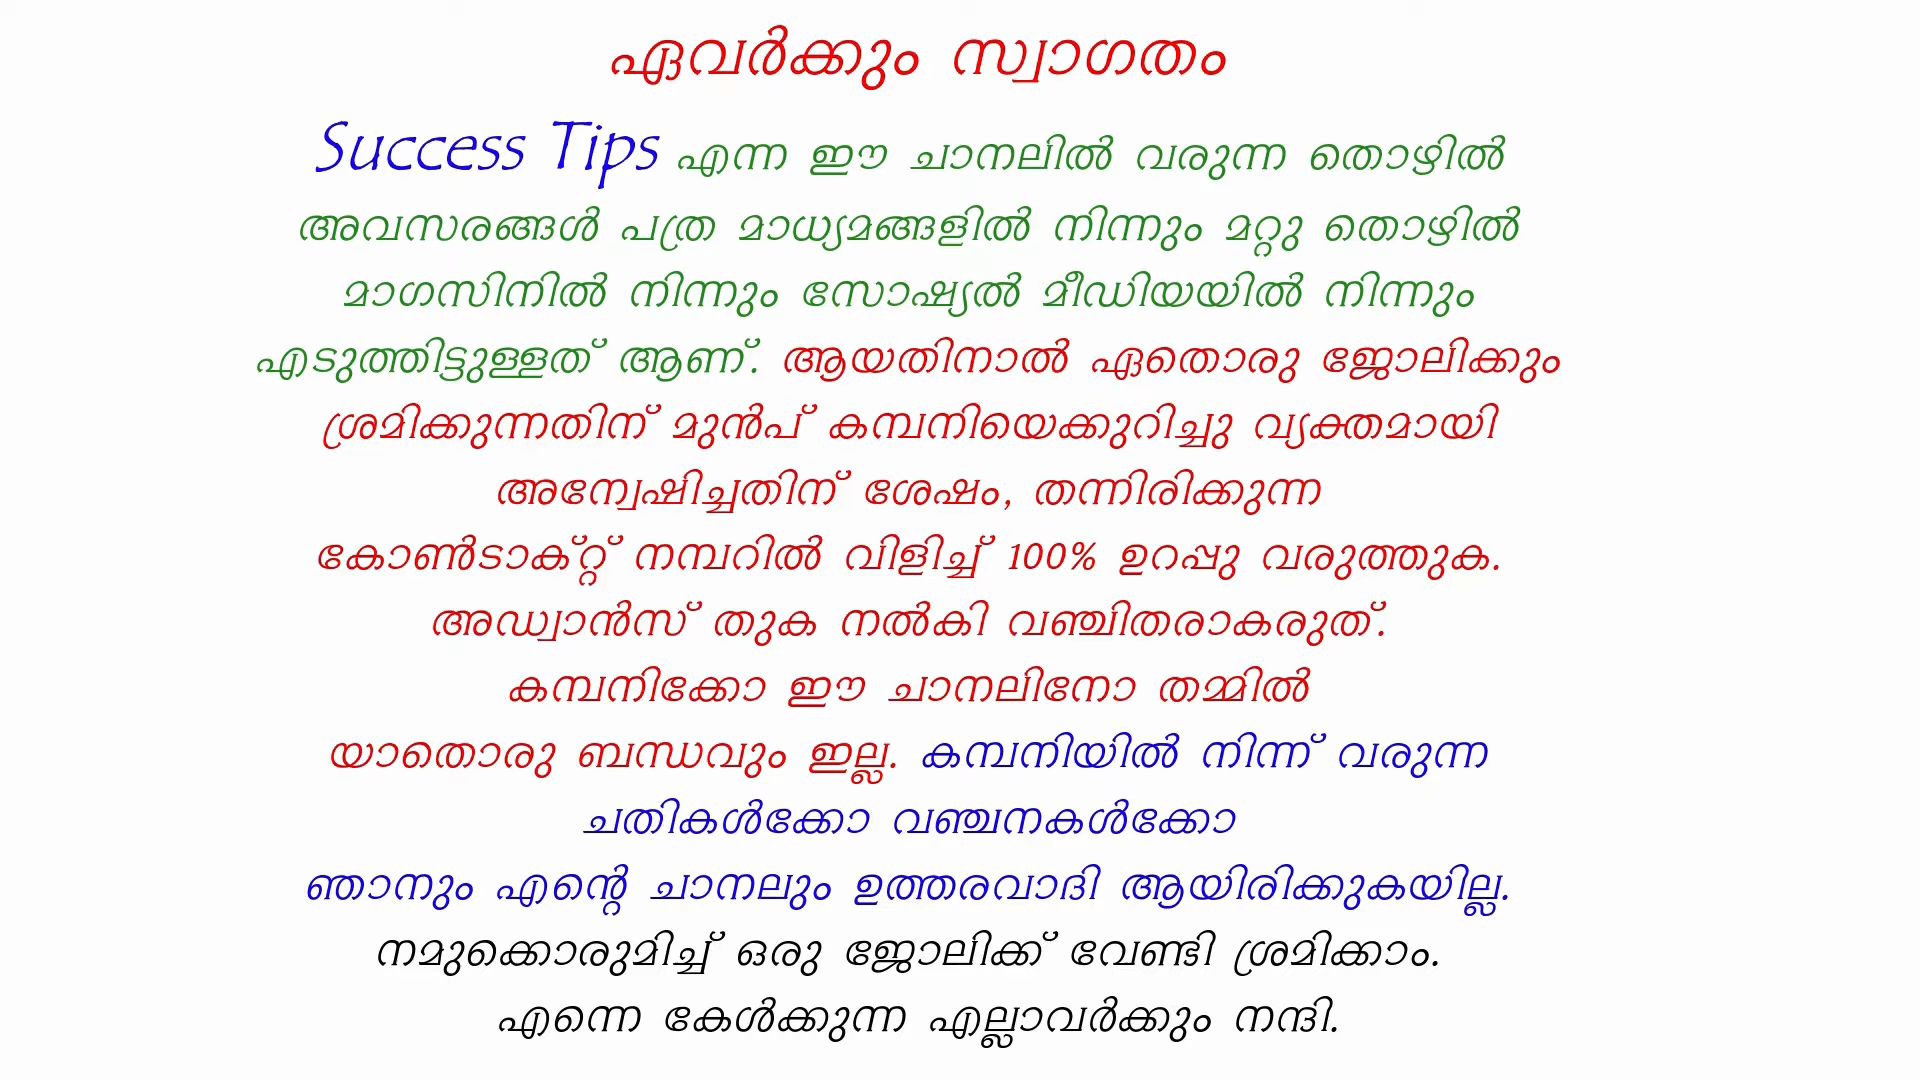 ഏവർക്കും സ്വാഗതം
Success Tips എന്ന ഈ ചാനലിൽ വരുന്ന തൊഴിൽ
അവസരങ്ങൾ പത്ര മാധ്യമങ്ങളിൽ നിന്നും മറ്റു തൊഴിൽ
മാഗസിനിൽ നിന്നും സോഷ്യൽ മീഡിയയിൽ നിന്നും
എടുത്തിട്ടുള്ളത് ആണ്. ആയതിനാൽ ഏതൊരു ജോലിക്കും
ശ്രമിക്കുന്നതിന് മുൻപ് കമ്പനിയെക്കുറിച്ചു വ്യക്തമായി
അന്വേഷിച്ചതിന് ശേഷം, തന്നിരിക്കുന്ന
കോൺടാക്റ്റ് നമ്പറിൽ വിളിച്ച് 100% ഉറപ്പു വരുത്തുക.
അഡ്വാൻസ് തുക നൽകി വഞ്ചിതരാകരുത്.
കമ്പനിക്കോ ഈ ചാനലിനോ തമ്മിൽ
യാതൊരു ബന്ധവും ഇല്ല. കമ്പനിയിൽ നിന്ന് വരുന്ന
ചതികൾക്കോ വഞ്ചനകൾക്കോ
ഞാനും എന്റെ ചാനലും ഉത്തരവാദി ആയിരിക്കുകയില്ല.
നമുക്കൊരുമിച്ച് ഒരു ജോലിക്ക് വേണ്ടി ശ്രമിക്കാം.
എന്നെ കേൾക്കുന്ന എല്ലാവർക്കും നന്ദി.